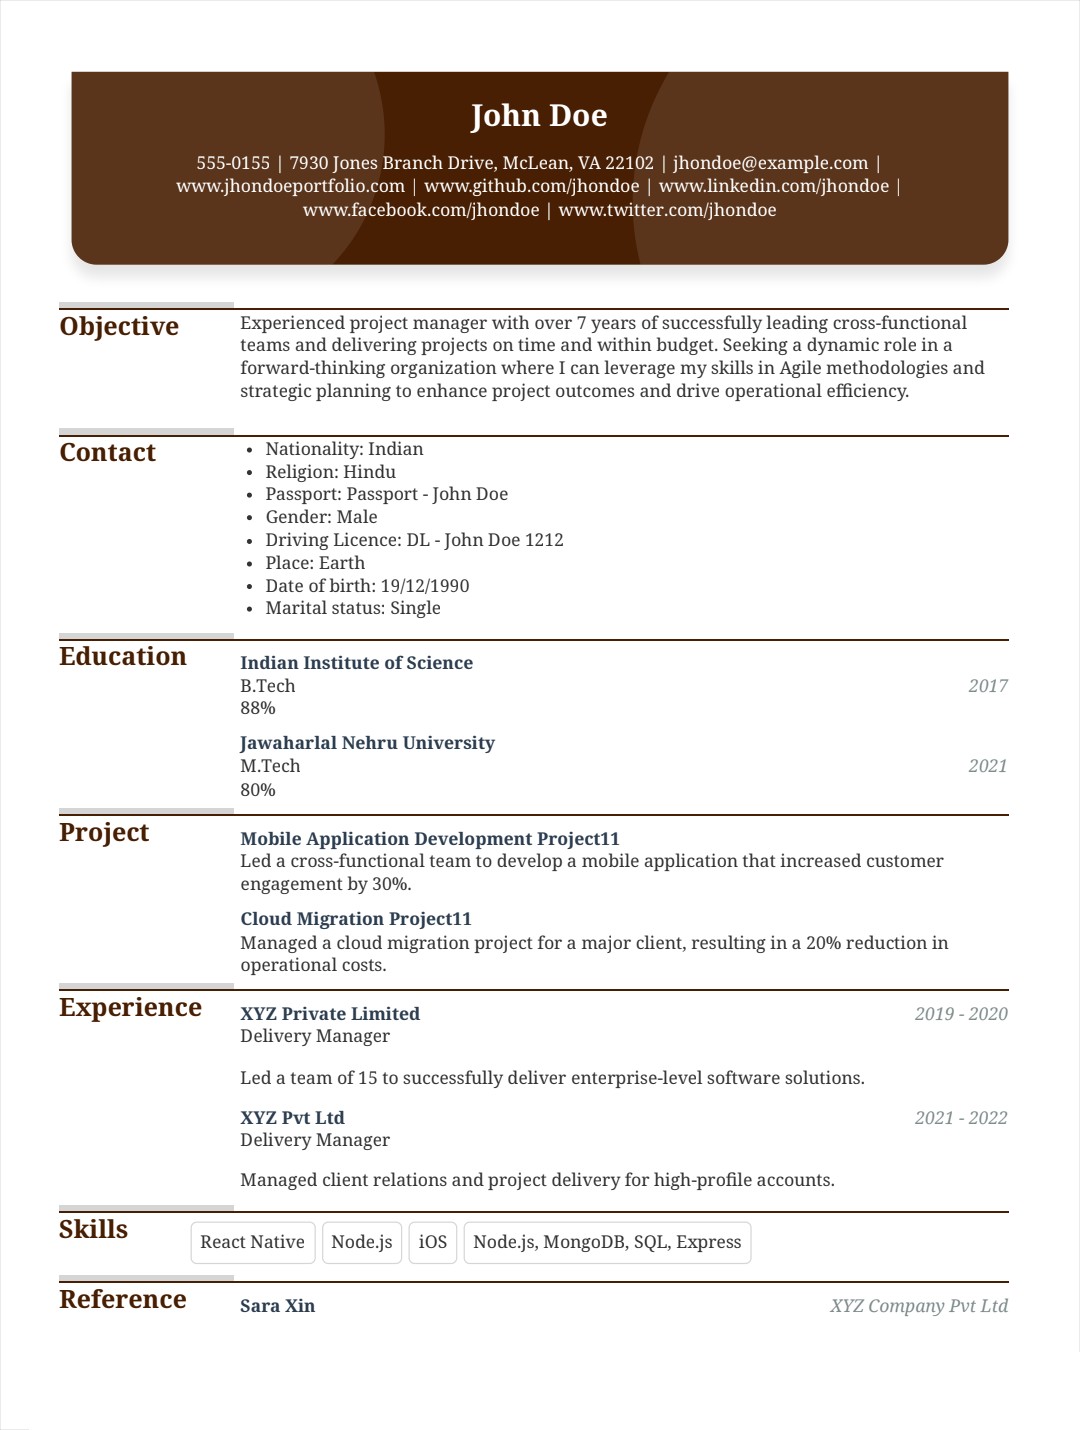 John Doe
555-0155 | 7930 Jones Branch Drive, McLean, VA 22102 | jhondoe@example.com |
www.jhondoeportfolio.com | www.github.com/jhondoe | www.linkedin.com/jhondoe |
www.facebook.com/jhondoe | www.twitter.com/jhondoe
Objective
Experienced project manager with over 7 years of successfully leading cross-functional
teams and delivering projects on time and within budget. Seeking a dynamic role in a
forward-thinking organization where I can leverage my skills in Agile methodologies and
strategic planning to enhance project outcomes and drive operational efficiency.
Contact
• Nationality: Indian
• Religion: Hindu
• Passport: Passport - John Doe
• Gender: Male
• Driving Licence: DL - John Doe 1212
• Place: Earth
• Date of birth: 19/12/1990
• Marital status: Single
Education
Indian Institute of Science
B.Tech 2017
88%
Jawaharlal Nehru University
M.Tech 2021
80%
Project
Mobile Application Development Project11
Led a cross-functional team to develop a mobile application that increased customer
engagement by 30%.
Cloud Migration Project11
Managed a cloud migration project for a major client, resulting in a 20% reduction in
operational costs.
Experience
XYZ Private Limited 2019 - 2020
Delivery Manager
Led a team of 15 to successfully deliver enterprise-level software solutions.
XYZ Pvt Ltd 2021 - 2022
Delivery Manager
Managed client relations and project delivery for high-profile accounts.
Skills
React Native Node.js iOS Node.js, MongoDB, SQL, Express
Reference
Sara Xin XYZ Company Pvt Ltd